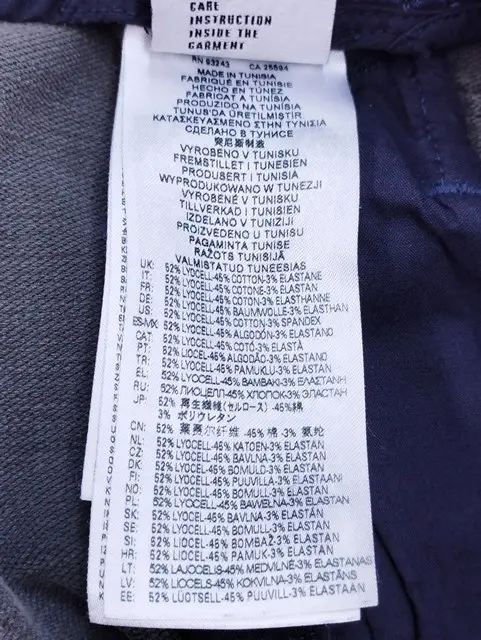 CARE
INSTRUCTION
INSIDE THE
GARMENT
RN 93243 CA 25594
MADE IN TUNISIA
FABRIQUÉ EN TUNISIE
HECHO EN TÚNEZ
FABRICAT A TUNÍSIA
PRODUZIDO NA TUNÍSIA
TUNUS'DA ÜRETILMISTIR
ΚΑΤΑΣΚΕΥΑΣΜΕΝΟ ΣΤΗΝ ΤΥΝΙΣΙΑ
СДЕЛАНО В ТУНИСЕ
突尼斯制造
VYROBENO V TUNISKU
FREMSTILLET I TUNESIEN
PRODUSERT I TUNISIA
WYPRODUKOWANO W TUNEZJI
VYROBENÉ V TUNISKU
TILLVERKAD I TUNISIEN
IZDELANO V TUNIZIJI
PROIZVEDENO U TUNISU
PAGAMINTA TUNISE
RAŽOTS TUNISIJĀ
VALMISTATUD TUNEESIAS
UK: 52% LYOCELL-45% COTTON-3% ELASTANE
IT: 52% LYOCELL-45% COTONE-3% ELASTAN
FR: 52% LYOCELL-45% COTON-3% ELASTHANNE
DE: 52% LYOCELL-45% BAUMWOLLE-3% ELASTHAN
US: 52% LYOCELL-45% COTTON-3% SPANDEX
ES-MX: 52% LYOCELL-45% ALGODÓN-3% ELASTANO
CAT: 52% LYOCELL-45% COTÓ-3% ELASTÀ
PT: 52% LIOCEL-45% ALGODÃO-3% ELASTANO
TR: 52% LYOCELL-45% PAMUKLU-3% ELASTAN
EL: 52% LYOCELL-45% ΒΑΜΒΑΚΙ-3% ΕΛΑΣΤΑΝΗ
RU: 52% ЛИОЦЕЛЛ-45% ХЛОПОК-3% ЭЛАСТАН
JP: 52% 再生繊維(セルロース) -45%綿
3% ポリウレタン
CN: 52% 莱赛尔纤维 -45% 棉 -3% 氨纶
NL: 52% LYOCELL-45% KATOEN-3% ELASTAN
CZ: 52% LYOCELL-45% BAVLNA-3% ELASTAN
DK: 52% LYOCELL-45% BOMULD-3% ELASTAN
FI: 52% LYOCELL-45% PUUVILLA-3% ELASTAANI
NO: 52% LYOCELL-45% BOMULL-3% ELASTAN
PL: 52% LYOCELL-45% BAWEŁNA-3% ELASTAN
SK: 52% LYOCELL-45% BAVLNA-3% ELASTAN
SE: 52% LYOCELL-45% BOMULL-3% ELASTAN
SI: 52% LIOCEL-45% BOMBAŽ-3% ELASTAN
HR: 52% LIOCEL-45% PAMUK-3% ELASTAN
LT: 52% LAJOCELIS-45% MEDVILNĖ-3% ELASTANAS
LV: 52% LIOCELS-45% KOKVILNA-3% ELASTĀNS
EE: 52% LÜOTSELL-45% PUUVILL-3% ELASTAAN